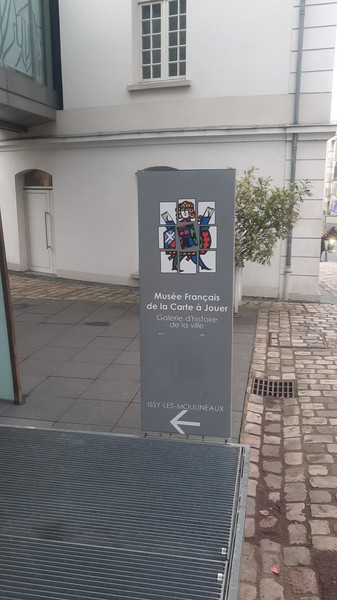 Musée Français
de la Carte à Jouer
Galerie d'histoire
de la ville
ISSY-LES-MOULINEAUX